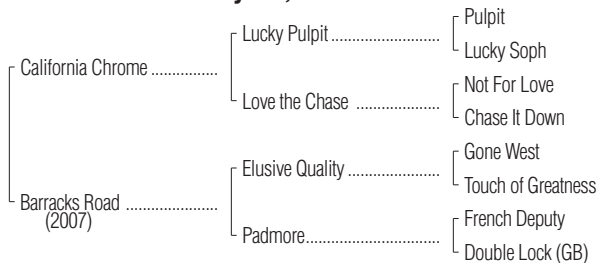 Pulpit
Lucky Pulpit
Lucky Soph
California Chrome
Not For Love
Love the Chase
Chase It Down
Gone West
Elusive Quality
Touch of Greatness
Barracks Road
(2007)
French Deputy
Padmore
Double Lock (GB)